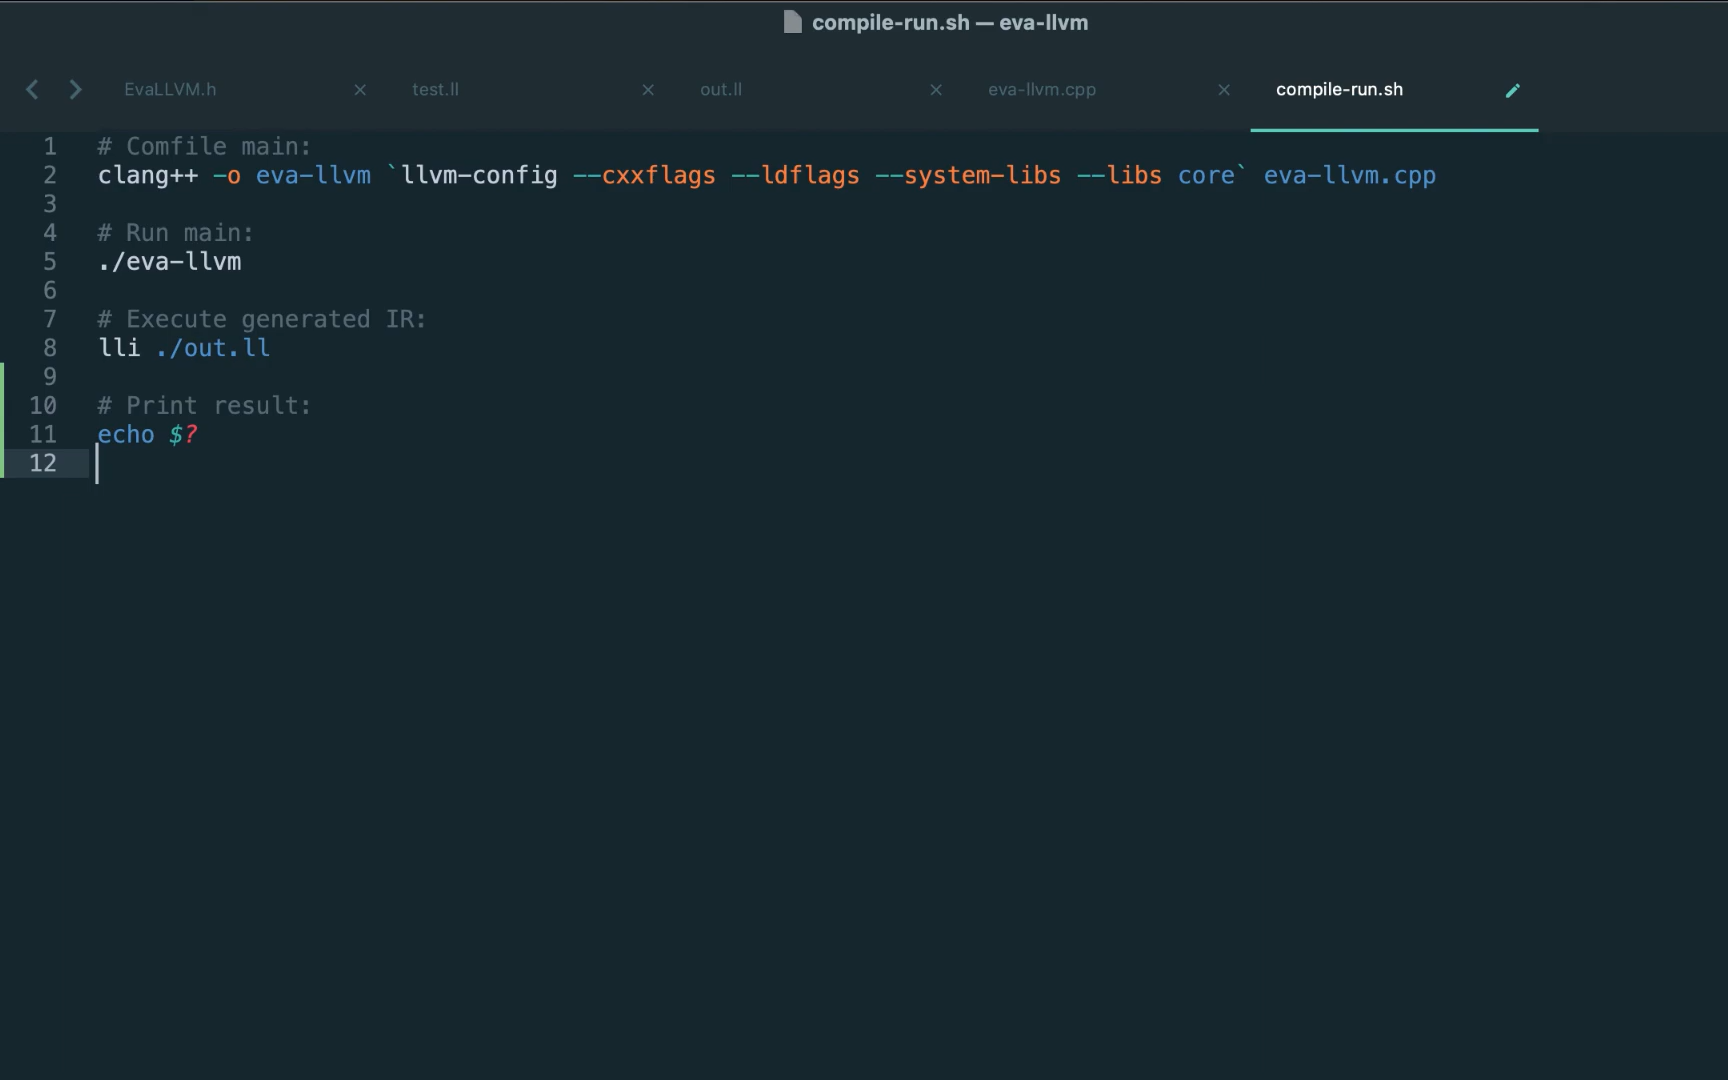 compile-run.sh — eva-llvm
EvaLLVM.h test.ll out.ll eva-llvm.cpp compile-run.sh
1 # Comfile main:
2 clang++ -o eva-llvm `llvm-config --cxxflags --ldflags --system-libs --libs core` eva-llvm.cpp
3
4 # Run main:
5 ./eva-llvm
6
7 # Execute generated IR:
8 lli ./out.ll
9
10 # Print result:
11 echo $?
12